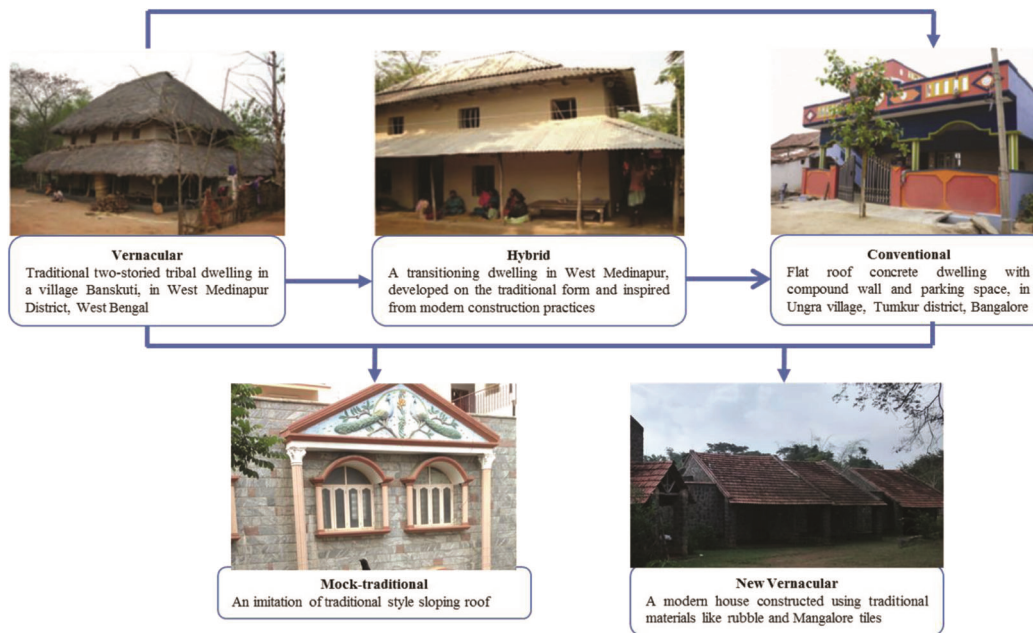 Vernacular
Traditional two-storied tribal dwelling in
a village Banskuti, in West Medinapur
District, West Bengal
Hybrid
A transitioning dwelling in West Medinapur,
developed on the traditional form and inspired
from modern construction practices
Conventional
Flat roof concrete dwelling with
compound wall and parking space, in
Ungra village, Tumkur district, Bangalore
Mock-traditional
An imitation of traditional style sloping roof
New Vernacular
A modern house constructed using traditional
materials like rubble and Mangalore tiles